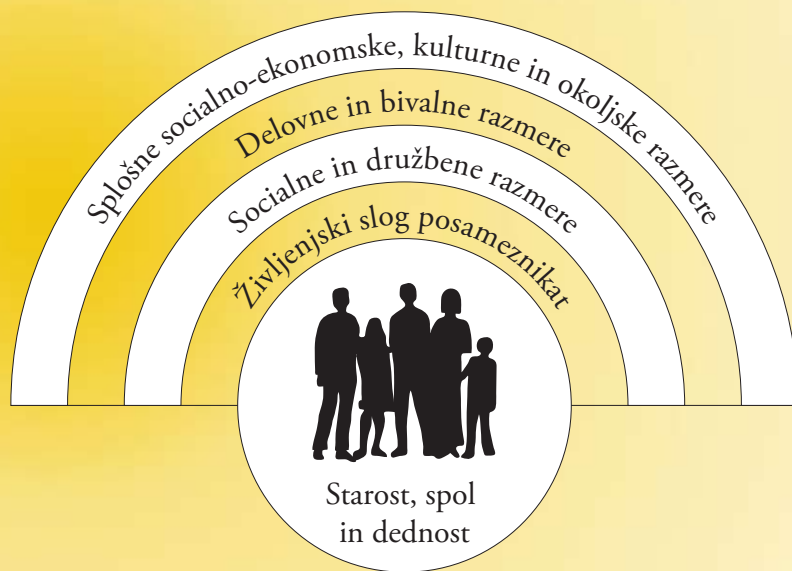 Splošne socialno-ekonomske, kulturne in okoljske razmere
Delovne in bivalne razmere
Socialne in družbene razmere
Življenjski slog posameznikat
Starost, spol
in dednost